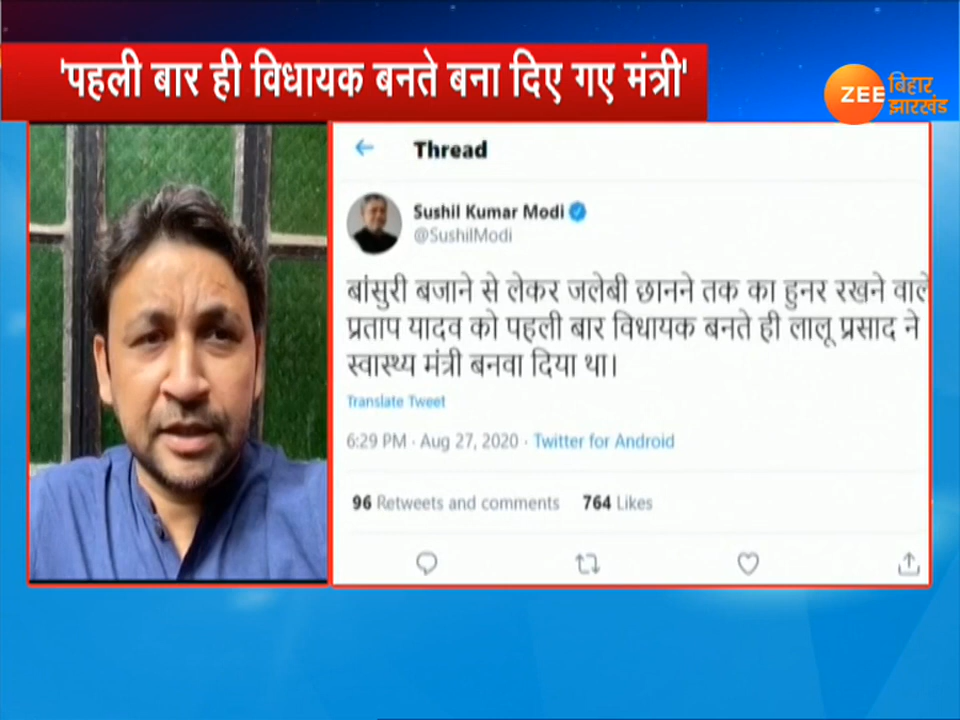 'पहली बार ही विधायक बनते बना दिए गए मंत्री'
ZEE बिहार झारखंड
Thread
Sushil Kumar Modi
@SushilModi
बांसुरी बजाने से लेकर जलेबी छानने तक का हुनर रखने वाले
प्रताप यादव को पहली बार विधायक बनते ही लालू प्रसाद ने
स्वास्थ्य मंत्री बनवा दिया था।
Translate Tweet
6:29 PM · Aug 27, 2020 · Twitter for Android
96 Retweets and comments 764 Likes